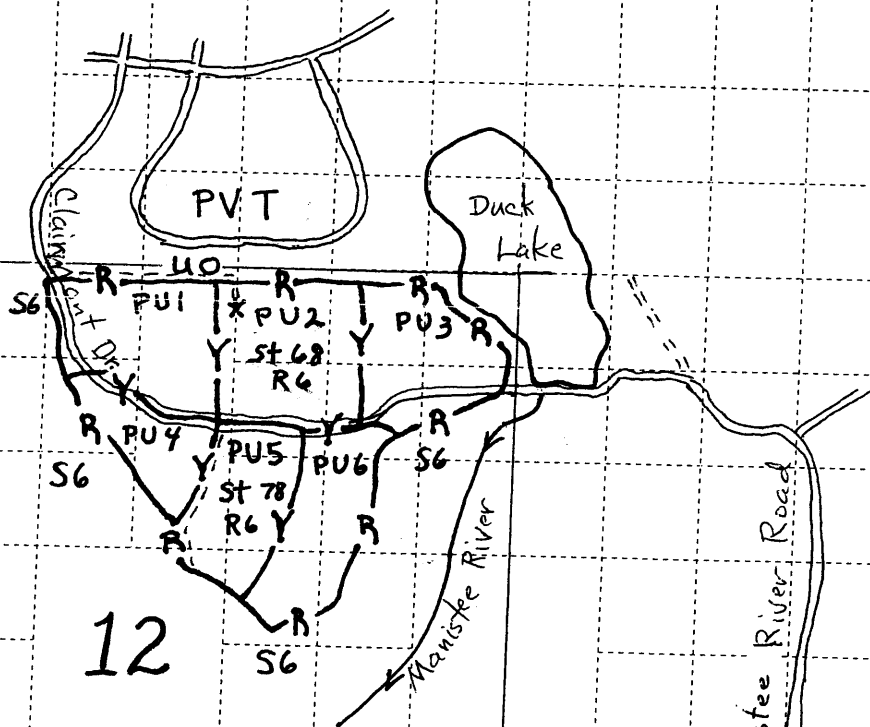 PVT
Duck
Lake
Clairmont Dr
UO
R
R
R
S6
PU1
*
PU2
PU3
R
Y
St 68
Y
R6
Y
R
PU4
Y
R
PU5
PU6
S6
S6
Y
St 78
R6
Y
R
R
Manistee River
tee River Road
12
R
S6